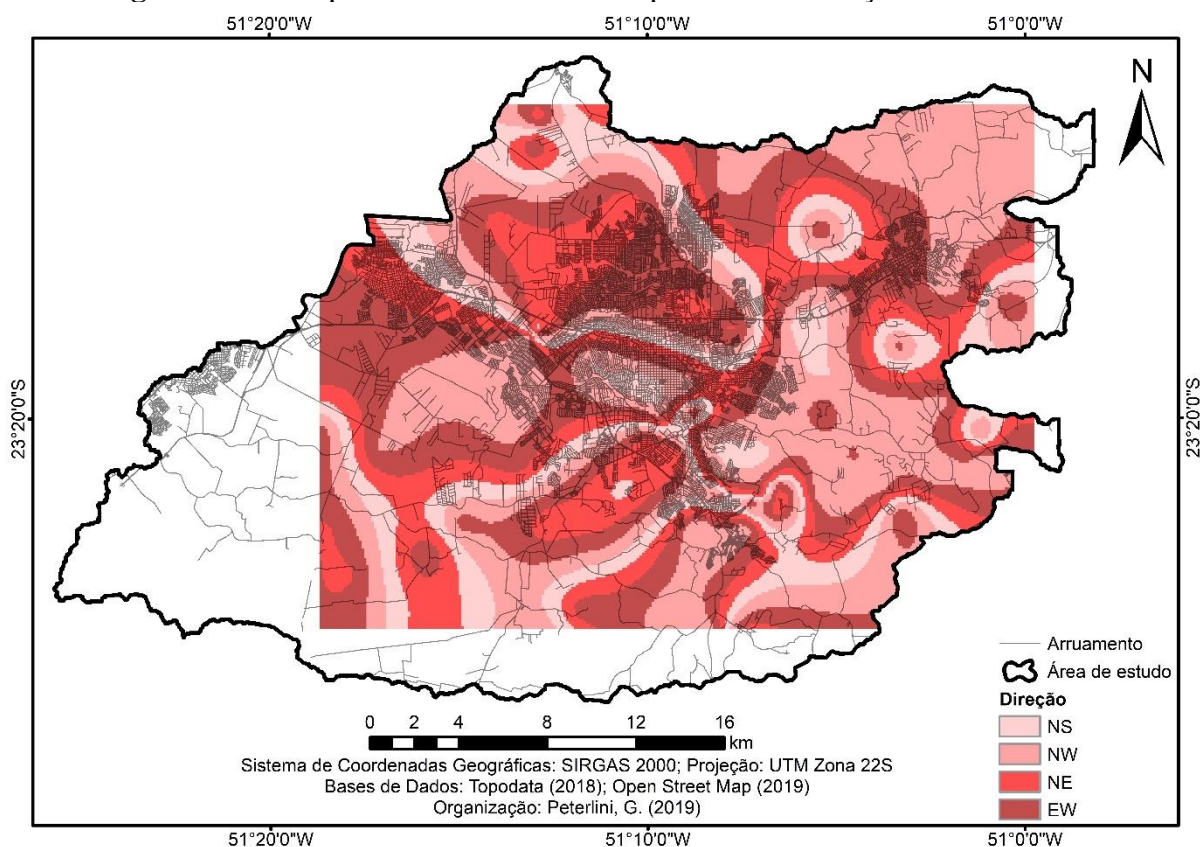 51°20'0"W 51°10'0"W 51°0'0"W
N
23°20'0"S
23°20'0"S
Arruamento
Área de estudo
Direção
NS
NW
NE
EW
0 2 4 8 12 16
km
Sistema de Coordenadas Geográficas: SIRGAS 2000; Projeção: UTM Zona 22S
Bases de Dados: Topodata (2018); Open Street Map (2019)
Organização: Peterlini, G. (2019)
51°20'0"W 51°10'0"W 51°0'0"W